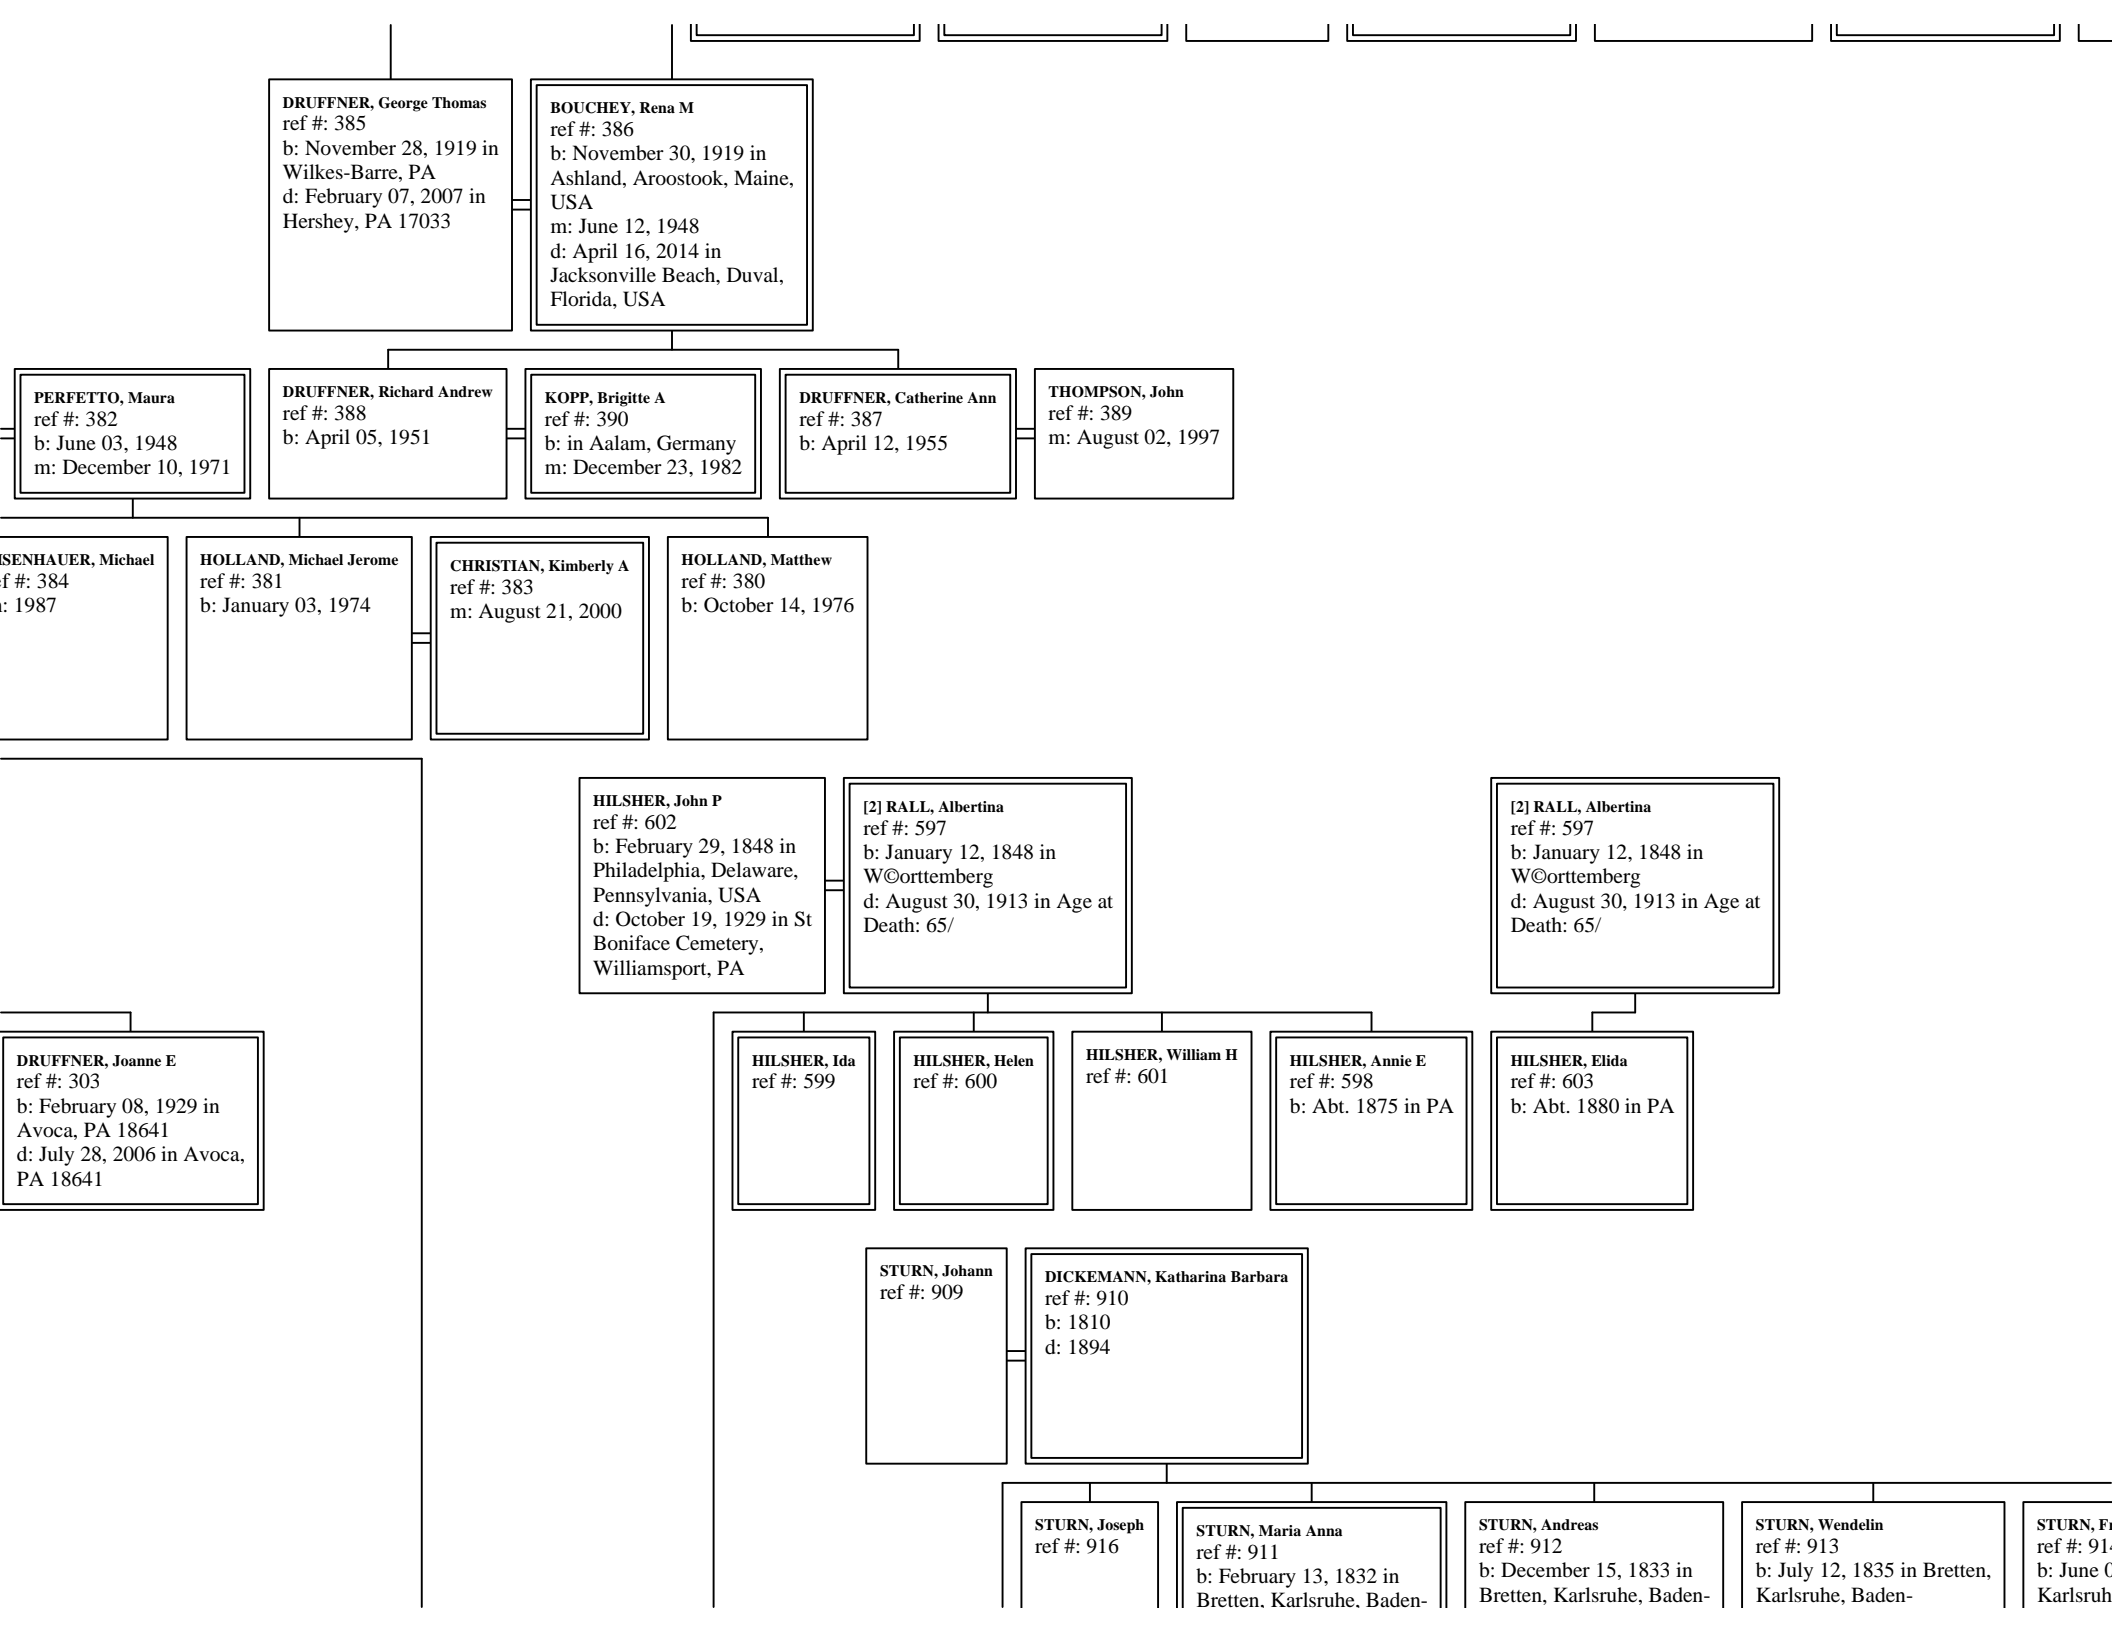 DRUFFNER, George Thomas
ref #: 385
b: November 28, 1919 in
Wilkes-Barre, PA
d: February 07, 2007 in
Hershey, PA 17033
BOUCHEY, Rena M
ref #: 386
b: November 30, 1919 in
Ashland, Aroostook, Maine,
USA
m: June 12, 1948
d: April 16, 2014 in
Jacksonville Beach, Duval,
Florida, USA
PERFETTO, Maura
ref #: 382
b: June 03, 1948
m: December 10, 1971
DRUFFNER, Richard Andrew
ref #: 388
b: April 05, 1951
KOPP, Brigitte A
ref #: 390
b: in Aalam, Germany
m: December 23, 1982
DRUFFNER, Catherine Ann
ref #: 387
b: April 12, 1955
THOMPSON, John
ref #: 389
m: August 02, 1997
SENHAUER, Michael
f #: 384
: 1987
HOLLAND, Michael Jerome
ref #: 381
b: January 03, 1974
CHRISTIAN, Kimberly A
ref #: 383
m: August 21, 2000
HOLLAND, Matthew
ref #: 380
b: October 14, 1976
HILSHER, John P
ref #: 602
b: February 29, 1848 in
Philadelphia, Delaware,
Pennsylvania, USA
d: October 19, 1929 in St
Boniface Cemetery,
Williamsport, PA
[2] RALL, Albertina
ref #: 597
b: January 12, 1848 in
W©orttemberg
d: August 30, 1913 in Age at
Death: 65/
[2] RALL, Albertina
ref #: 597
b: January 12, 1848 in
W©orttemberg
d: August 30, 1913 in Age at
Death: 65/
DRUFFNER, Joanne E
ref #: 303
b: February 08, 1929 in
Avoca, PA 18641
d: July 28, 2006 in Avoca,
PA 18641
HILSHER, Ida
ref #: 599
HILSHER, Helen
ref #: 600
HILSHER, William H
ref #: 601
HILSHER, Annie E
ref #: 598
b: Abt. 1875 in PA
HILSHER, Elida
ref #: 603
b: Abt. 1880 in PA
STURN, Johann
ref #: 909
DICKEMANN, Katharina Barbara
ref #: 910
b: 1810
d: 1894
STURN, Joseph
ref #: 916
STURN, Maria Anna
ref #: 911
b: February 13, 1832 in
Bretten, Karlsruhe, Baden-
STURN, Andreas
ref #: 912
b: December 15, 1833 in
Bretten, Karlsruhe, Baden-
STURN, Wendelin
ref #: 913
b: July 12, 1835 in Bretten,
Karlsruhe, Baden-
STURN, Fr
ref #: 914
b: June 0
Karlsruh